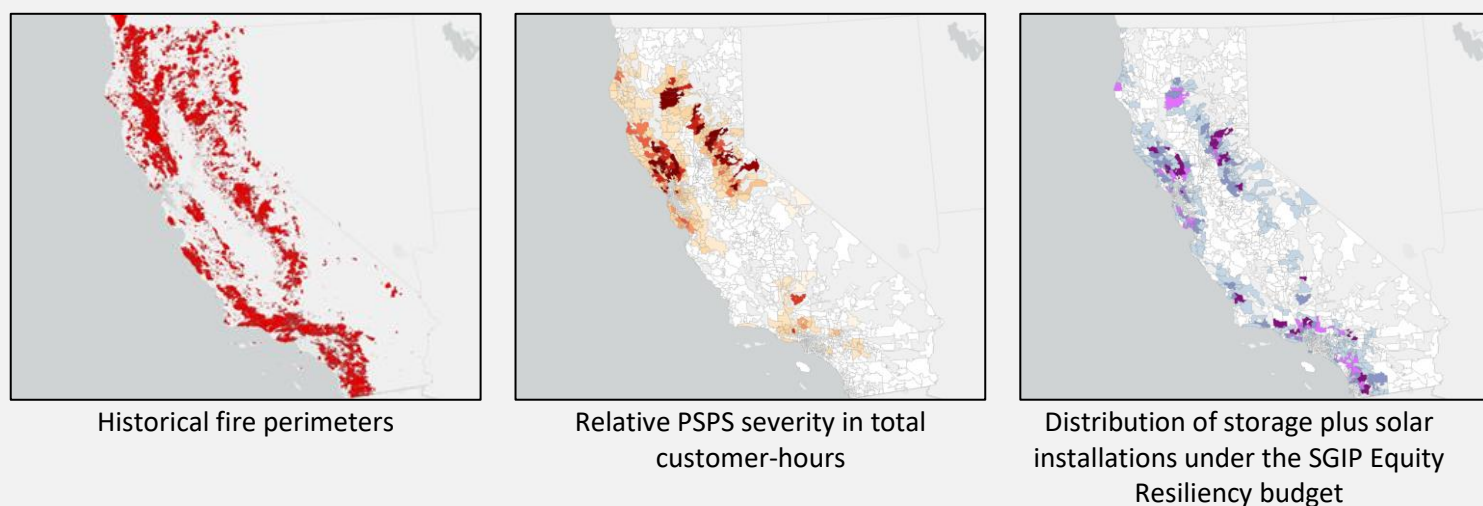 Historical fire perimeters
Relative PSPS severity in total
customer-hours
Distribution of storage plus solar
installations under the SGIP Equity
Resiliency budget